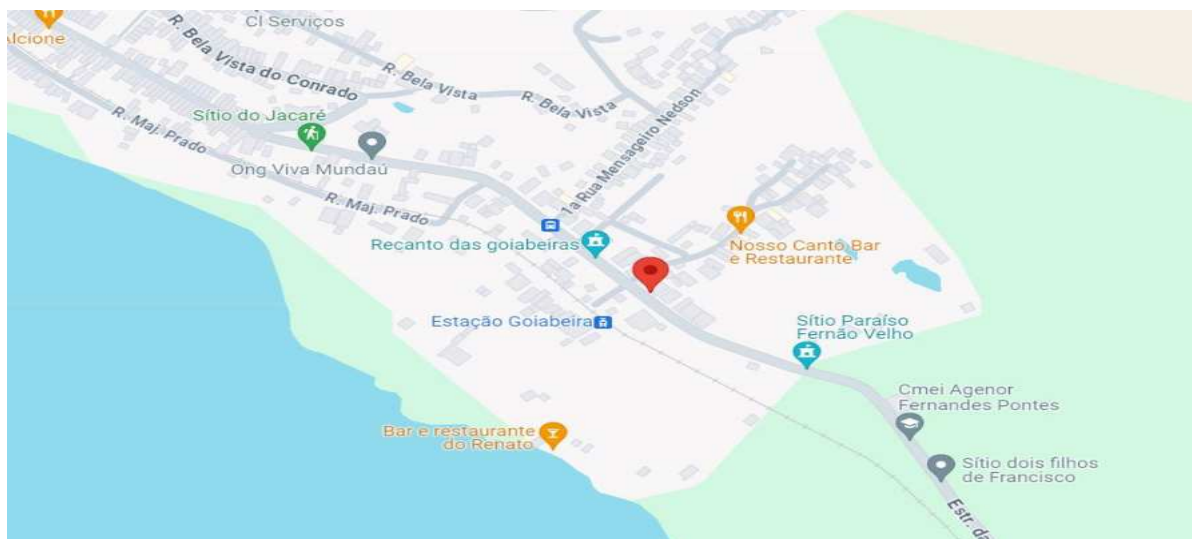 Cl Serviços
Alcione
R. Bela Vista do Conrado
R. Bela Vista
R. Bela Vista
Sítio do Jacaré
R. Maj. Prado
Ong Viva Mundaú
1a Rua Mensageiro Nedson
R. Maj. Prado
Recanto das goiabeiras
Nosso Canto Bar
e Restaurante
Estação Goiabeira
Sítio Paraíso
Fernão Velho
Cmei Agenor
Fernandes Pontes
Bar e restaurante
do Renato
Sítio dois filhos
de Francisco
Estr. da